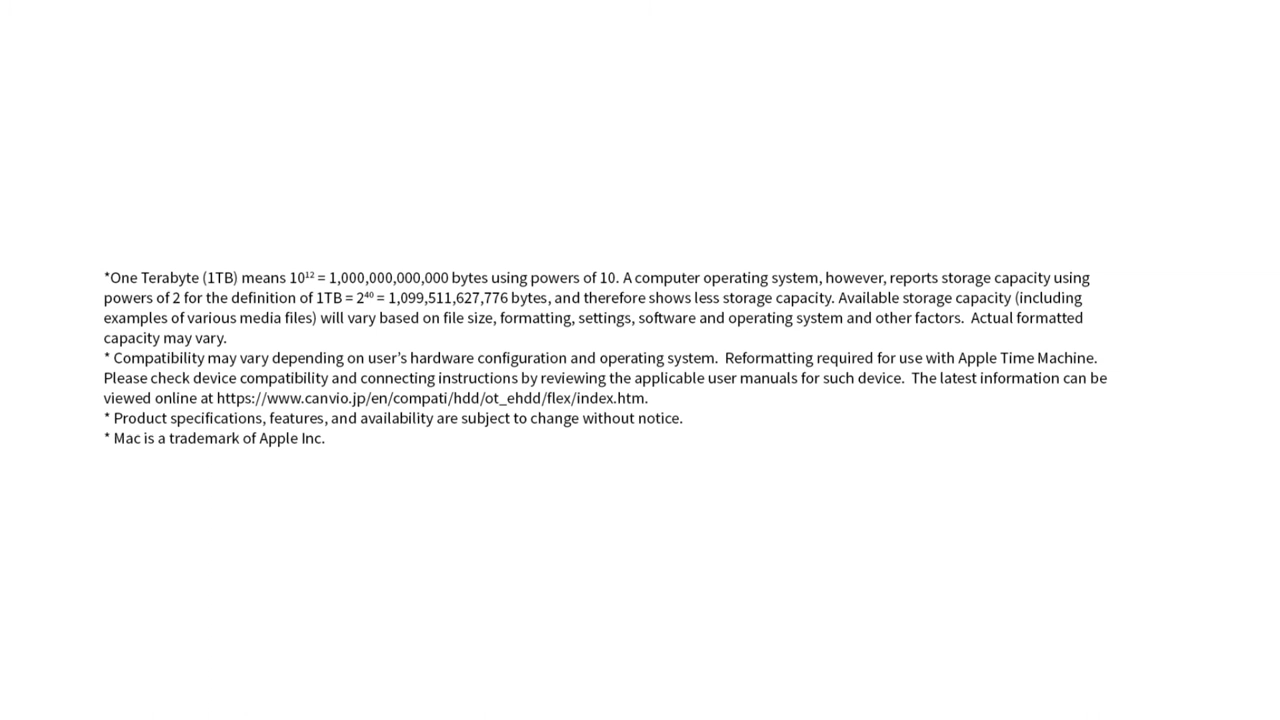 *One Terabyte (1TB) means 10¹² = 1,000,000,000,000 bytes using powers of 10. A computer operating system, however, reports storage capacity using
powers of 2 for the definition of 1TB = 2⁴⁰ = 1,099,511,627,776 bytes, and therefore shows less storage capacity. Available storage capacity (including
examples of various media files) will vary based on file size, formatting, settings, software and operating system and other factors.  Actual formatted
capacity may vary.
* Compatibility may vary depending on user’s hardware configuration and operating system.  Reformatting required for use with Apple Time Machine.
Please check device compatibility and connecting instructions by reviewing the applicable user manuals for such device.  The latest information can be
viewed online at https://www.canvio.jp/en/compati/hdd/ot_ehdd/flex/index.htm.
* Product specifications, features, and availability are subject to change without notice.
* Mac is a trademark of Apple Inc.